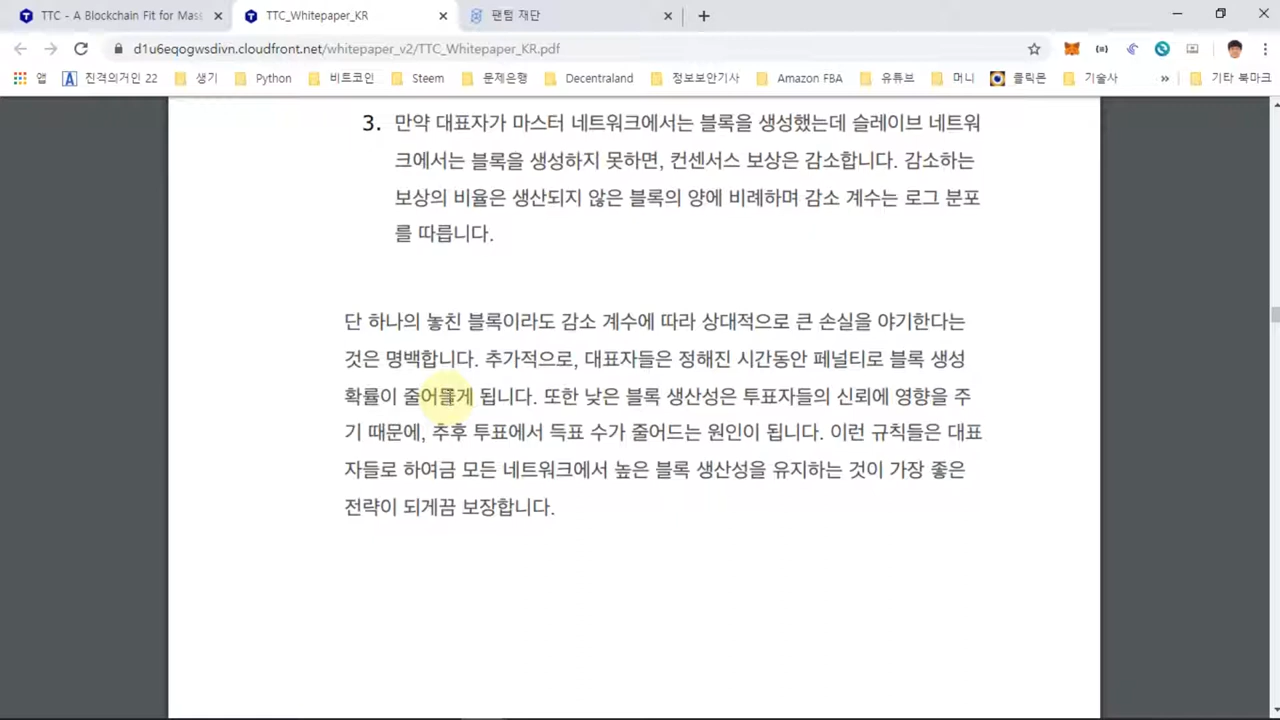 TTC - A Blockchain Fit for Mass
TTC_Whitepaper_KR
팬텀 재단
d1u6eqogwsdivn.cloudfront.net/whitepaper_v2/TTC_Whitepaper_KR.pdf
앱
진격의거인 22
생기
Python
비트코인
Steem
문제은행
Decentraland
정보보안기사
Amazon FBA
유튜브
머니
클릭몬
기술사
»
기타 북마크
3. 만약 대표자가 마스터 네트워크에서는 블록을 생성했는데 슬레이브 네트워
크에서는 블록을 생성하지 못하면, 컨센서스 보상은 감소합니다. 감소하는
보상의 비율은 생산되지 않은 블록의 양에 비례하며 감소 계수는 로그 분포
를 따릅니다.
단 하나의 놓친 블록이라도 감소 계수에 따라 상대적으로 큰 손실을 야기한다는
것은 명백합니다. 추가적으로, 대표자들은 정해진 시간동안 페널티로 블록 생성
확률이 줄어들게 됩니다. 또한 낮은 블록 생산성은 투표자들의 신뢰에 영향을 주
기 때문에, 추후 투표에서 득표 수가 줄어드는 원인이 됩니다. 이런 규칙들은 대표
자들로 하여금 모든 네트워크에서 높은 블록 생산성을 유지하는 것이 가장 좋은
전략이 되게끔 보장합니다.